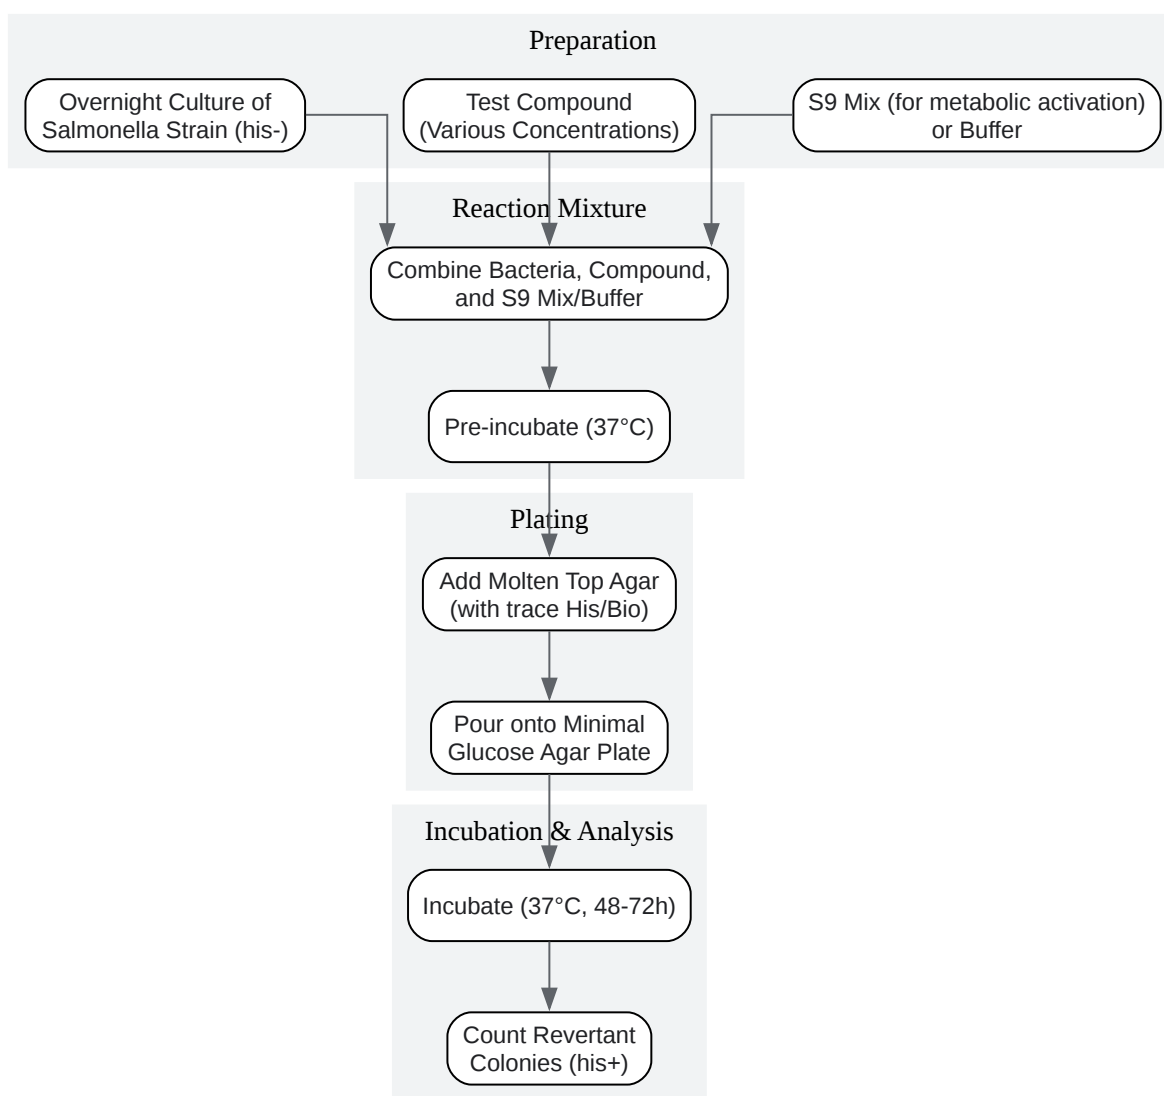 Preparation
Overnight Culture of
Salmonella Strain (his-)
Test Compound
(Various Concentrations)
S9 Mix (for metabolic activation)
or Buffer
Reaction Mixture
Combine Bacteria, Compound,
and S9 Mix/Buffer
Pre-incubate (37°C)
Plating
Add Molten Top Agar
(with trace His/Bio)
Pour onto Minimal
Glucose Agar Plate
Incubation & Analysis
Incubate (37°C, 48-72h)
Count Revertant
Colonies (his+)